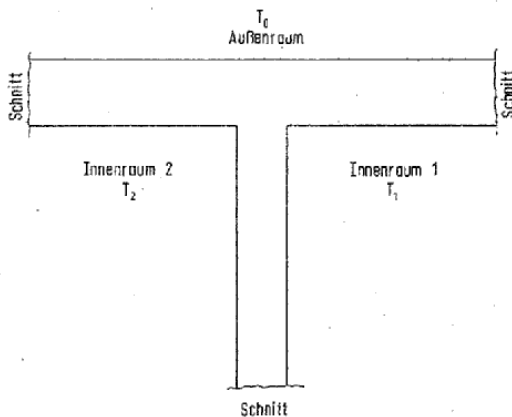 T₀
Außenraum
Schnitt
Schnitt
Innenraum 2
T₂
Innenraum 1
T₁
Schnitt